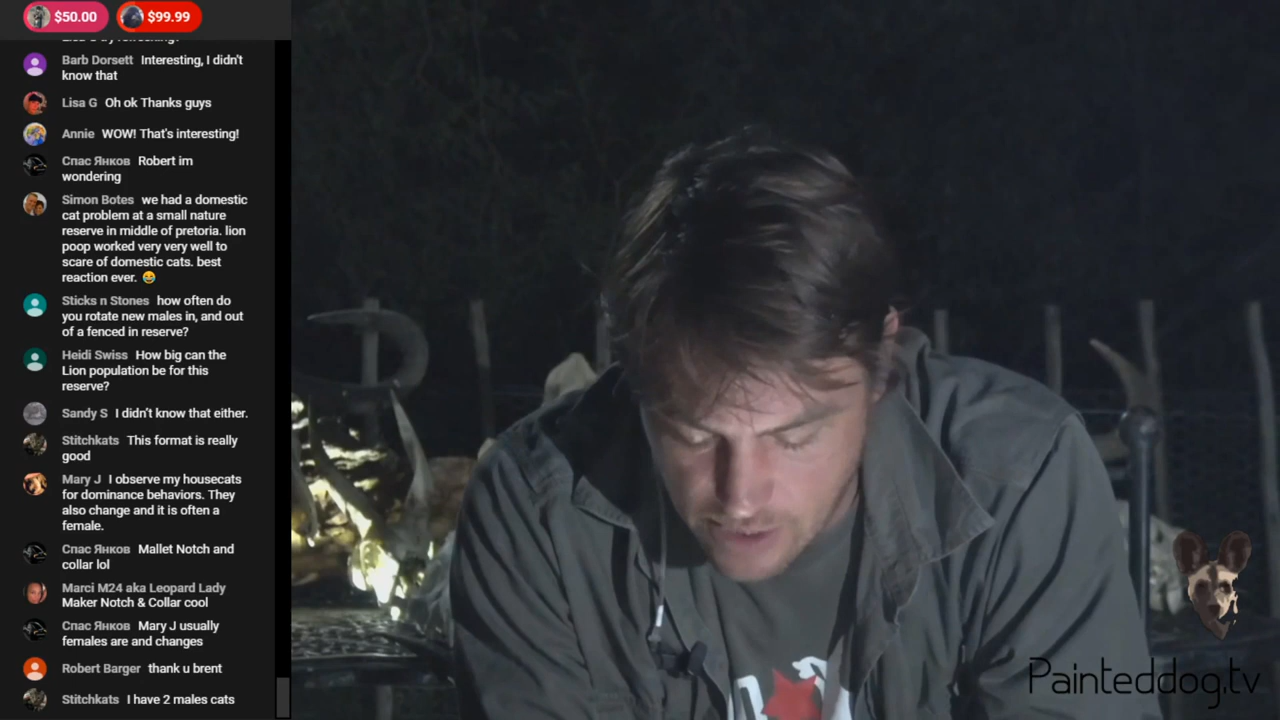 $50.00 $99.99
Barb Dorsett Interesting, I didn't
know that
Lisa G Oh ok Thanks guys
Annie WOW! That's interesting!
Спас Янков Robert im
wondering
Simon Botes we had a domestic
cat problem at a small nature
reserve in middle of pretoria. lion
poop worked very very well to
scare of domestic cats. best
reaction ever. 😂
Sticks n Stones how often do
you rotate new males in, and out
of a fenced in reserve?
Heidi Swiss How big can the
Lion population be for this
reserve?
Sandy S I didn't know that either.
Stitchkats This format is really
good
Mary J I observe my housecats
for dominance behaviors. They
also change and it is often a
female.
Спас Янков Mallet Notch and
collar lol
Marci M24 aka Leopard Lady
Maker Notch & Collar cool
Спас Янков Mary J usually
females are and changes
Robert Barger thank u brent
Stitchkats I have 2 males cats
Painteddog.tv